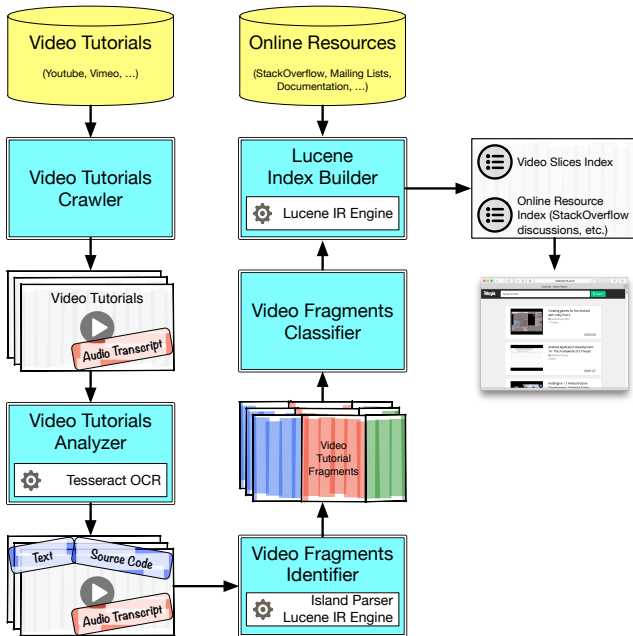 Video Tutorials
(Youtube, Vimeo, ...)
Online Resources
(StackOverflow, Mailing Lists,
Documentation, ...)
Video Tutorials
Crawler
Lucene
Index Builder
Lucene IR Engine
Video Slices Index
Online Resource
Index (StackOverflow
discussions, etc.)
Video Tutorials
Audio Transcript
Video Fragments
Classifier
Video Tutorials
Analyzer
Tesseract OCR
Video
Tutorial
Fragments
Text
Source Code
Audio Transcript
Video Fragments
Identifier
Island Parser
Lucene IR Engine